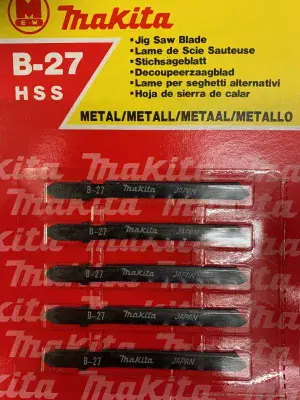 M
M E W
Makita
B-27
HSS
•Jig Saw Blade
•Lame de Scie Sauteuse
•Stichsageblatt
•Decoupeerzaagblad
•Lame per seghetti alternativi
•Hoja de sierra de calar
METAL/METALL/METAAL/METALLO
Makita
B-27 Makita JAPAN
B-27 Makita JAPAN
B-27 Makita JAPAN
B-27 Makita JAPAN
B-27 Makita JAPAN